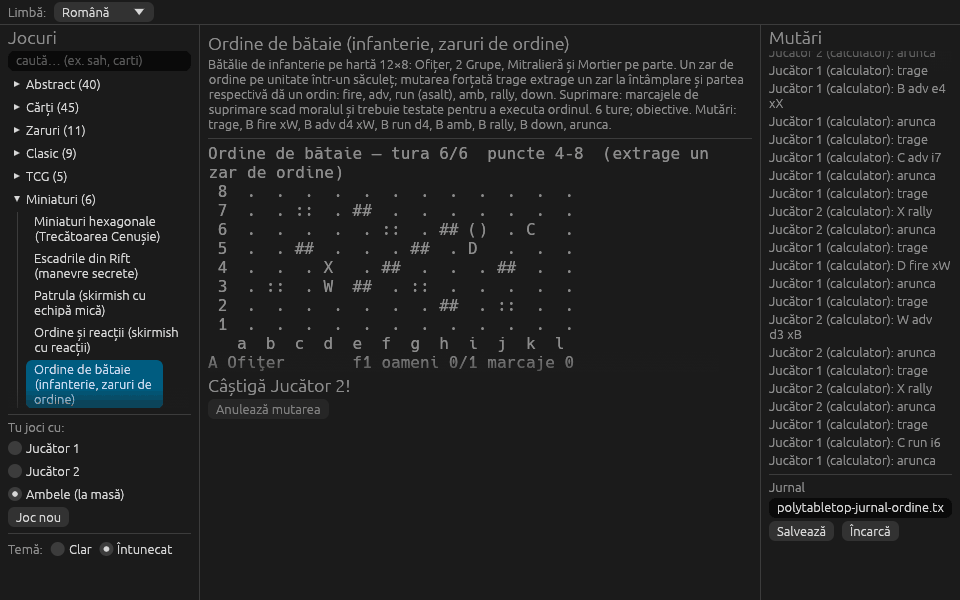 Limbă: Română
Jocuri
caută... (ex. sah, carti)
Abstract (40)
Cărți (45)
Zaruri (11)
Clasic (9)
TCG (5)
Miniaturi (6)
Miniaturi hexagonale
(Trecătoarea Cenușie)
Escadrile din Rift
(manevre secrete)
Patrula (skirmish cu
echipă mică)
Ordine și reacții (skirmish
cu reacții)
Ordine de bătaie
(infanterie, zaruri de
ordine)
Tu joci cu:
Jucător 1
Jucător 2
Ambele (la masă)
Joc nou
Temă: Clar Întunecat
Ordine de bătaie (infanterie, zaruri de ordine)
Bătălie de infanterie pe hartă 12×8: Ofițer, 2 Grupe, Mitralieră și Mortier pe parte. Un zar de
ordine pe unitate într-un săculeț; mutarea forțată trage extrage un zar la întâmplare și partea
respectivă dă un ordin: fire, adv, run (asalt), amb, rally, down. Suprimare: marcajele de
suprimare scad moralul și trebuie testate pentru a executa ordinul. 6 ture; obiective. Mutări:
trage, B fire xW, B adv d4 xW, B run d4, B amb, B rally, B down, arunca.
Ordine de bătaie — tura 6/6 puncte 4-8 (extrage un
zar de ordine)
8 . . . . . . . . . . . .
7 . . :: . ## . . . . . . .
6 . . . . . :: . ## () . C .
5 . . ## . . . ## . D . . .
4 . . . X . ## . . . ## . .
3 . :: . W ## . :: . . . . .
2 . . . . . . . ## . :: . .
1 . . . . . . . . . . . .
a b c d e f g h i j k l
A Ofițer f1 oameni 0/1 marcaje 0
Câștigă Jucător 2!
Anulează mutarea
Mutări
Jucător 2 (calculator): arunca
Jucător 1 (calculator): trage
Jucător 1 (calculator): B adv e4
xX
Jucător 1 (calculator): arunca
Jucător 1 (calculator): trage
Jucător 1 (calculator): C adv i7
Jucător 1 (calculator): arunca
Jucător 1 (calculator): trage
Jucător 2 (calculator): X rally
Jucător 2 (calculator): arunca
Jucător 1 (calculator): trage
Jucător 1 (calculator): D fire xW
Jucător 1 (calculator): arunca
Jucător 1 (calculator): trage
Jucător 2 (calculator): W adv
d3 xB
Jucător 2 (calculator): arunca
Jucător 1 (calculator): trage
Jucător 2 (calculator): X rally
Jucător 2 (calculator): arunca
Jucător 1 (calculator): trage
Jucător 1 (calculator): C run i6
Jucător 1 (calculator): arunca
Jurnal
polytabletop-jurnal-ordine.tx
Salvează Încarcă